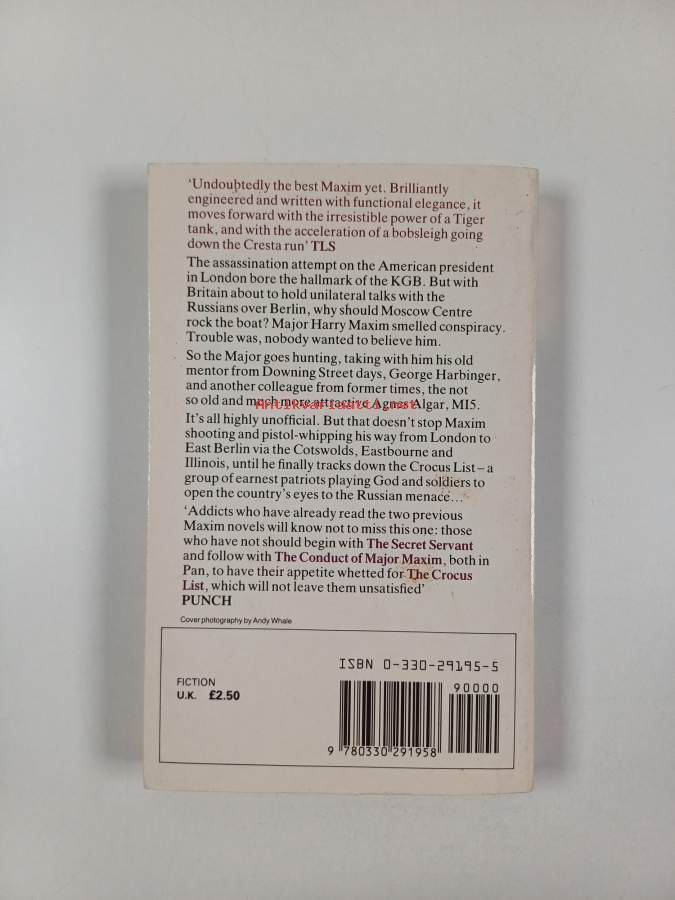 ‘Undoubtedly the best Maxim yet. Brilliantly
engineered and written with functional elegance, it
moves forward with the irresistible power of a Tiger
tank, and with the acceleration of a bobsleigh going
down the Cresta run’ TLS
The assassination attempt on the American president
in London bore the hallmark of the KGB. But with
Britain about to hold unilateral talks with the
Russians over Berlin, why should Moscow Centre
rock the boat? Major Harry Maxim smelled conspiracy.
Trouble was, nobody wanted to believe him.
So the Major goes hunting, taking with him his old
mentor from Downing Street days, George Harbinger,
and another colleague from former times, the not
so old and much more attractive Agnes Algar, MI5.
Antikvariaatti.net
It’s all highly unofficial. But that doesn’t stop Maxim
shooting and pistol-whipping his way from London to
East Berlin via the Cotswolds, Eastbourne and
Illinois, until he finally tracks down the Crocus List – a
group of earnest patriots playing God and soldiers to
open the country’s eyes to the Russian menace...
‘Addicts who have already read the two previous
Maxim novels will know not to miss this one: those
who have not should begin with The Secret Servant
and follow with The Conduct of Major Maxim, both in
Pan, to have their appetite whetted for The Crocus
List, which will not leave them unsatisfied’
PUNCH
Cover photography by Andy Whale
ISBN 0-330-29195-5
FICTION
U.K. £2.50
90000
9 780330 291958